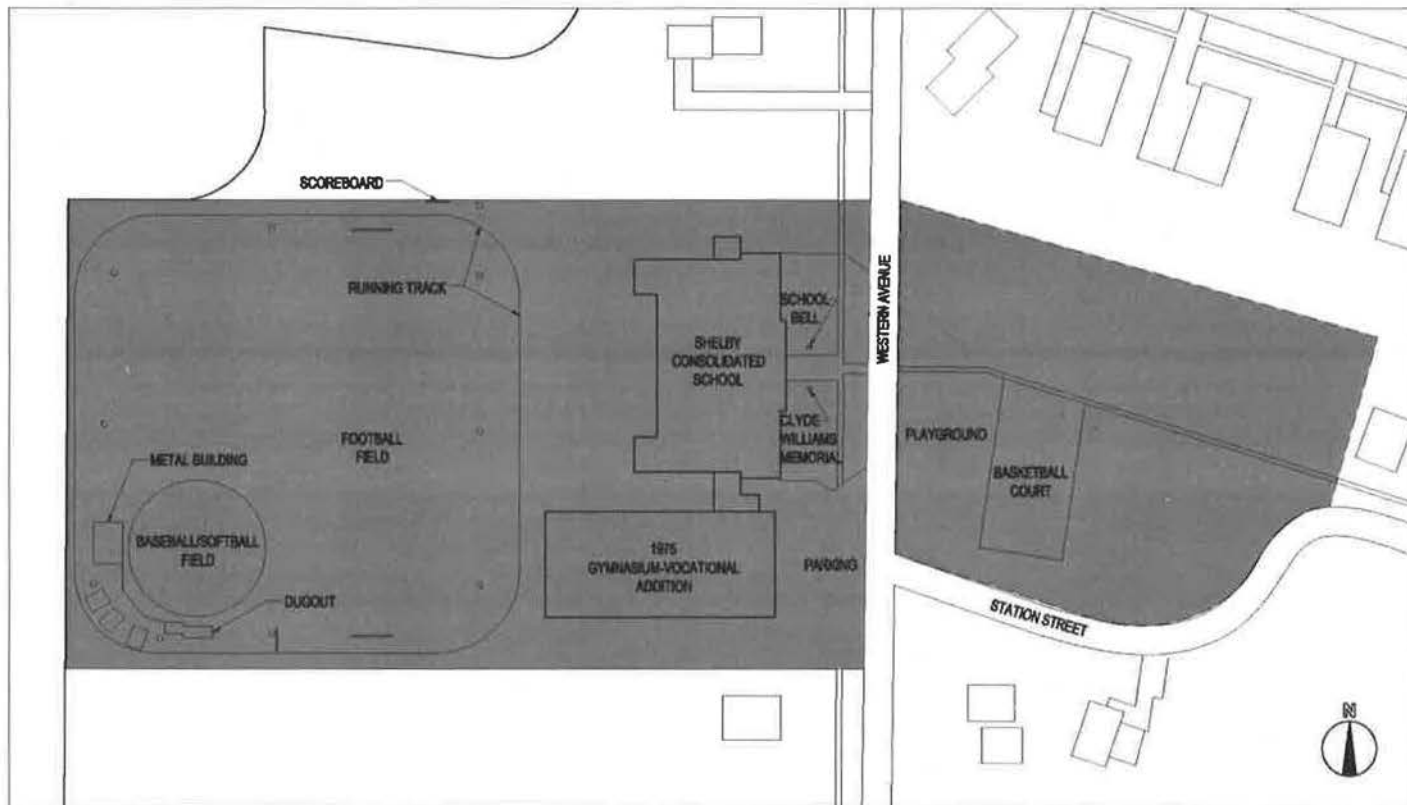 SCOREBOARD
RUNNING TRACK
WESTERN AVENUE
SCHOOL
BELL
SHELBY
CONSOLIDATED
SCHOOL
CLYDE
WILLIAMS
MEMORIAL
PLAYGROUND
BASKETBALL
COURT
FOOTBALL
FIELD
METAL BUILDING
BASEBALL/SOFTBALL
FIELD
1975
GYMNASIUM-VOCATIONAL
ADDITION
PARKING
DUGOUT
STATION STREET
N